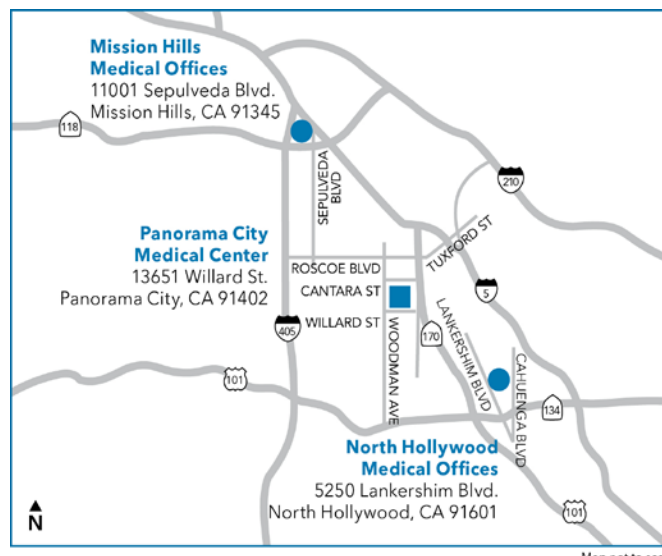 Mission Hills
Medical Offices
11001 Sepulveda Blvd.
Mission Hills, CA 91345
118
SEPULVEDA
BLVD
210
Panorama City
Medical Center
13651 Willard St.
Panorama City, CA 91402
ROSCOE BLVD
TUXFORD ST
CANTARA ST
5
WILLARD ST
405
WOODMAN AVE
170
LANKERSHIM BLVD
CAHUENGA BLVD
101
134
North Hollywood
Medical Offices
5250 Lankershim Blvd.
North Hollywood, CA 91601
101
N